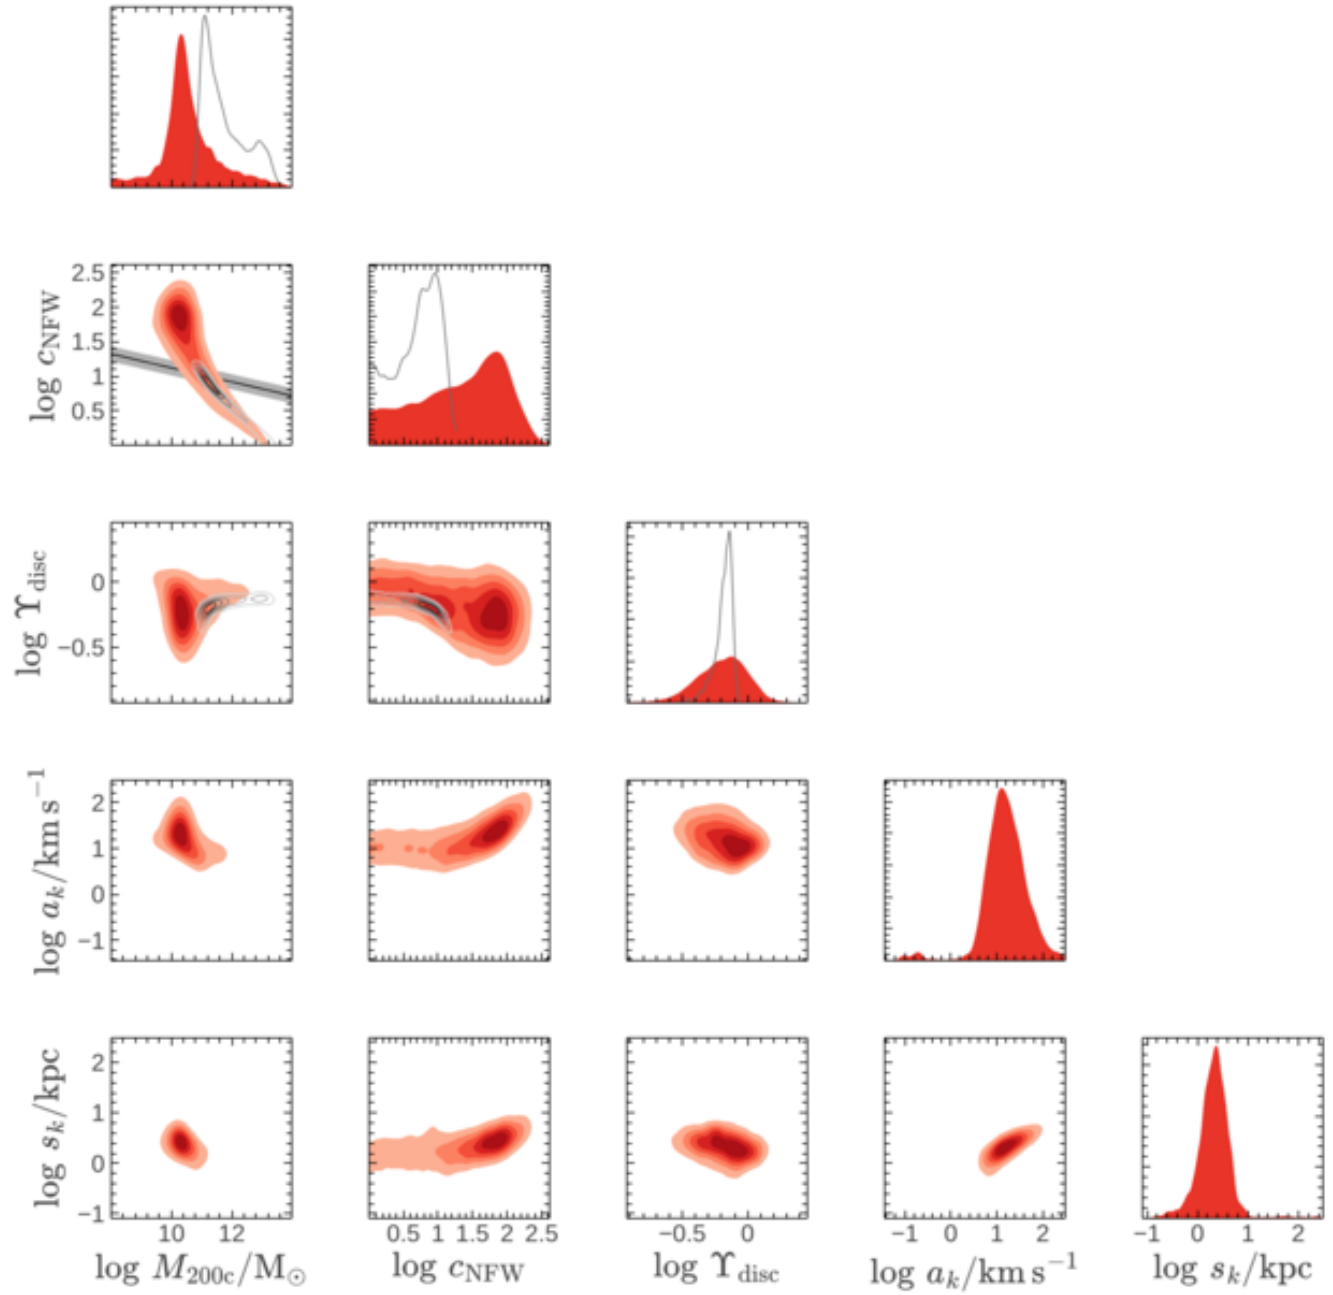 2.5
2
1.5
1
0.5
log c_NFW
0
−0.5
log ϒ_disc
2
1
0
−1
log a_k/km s^−1
2
1
0
−1
log s_k/kpc
10 12
0.5 1 1.5 2 2.5
−0.5 0
−1 0 1 2
−1 0 1 2
log M_200c/M_⊙
log c_NFW
log ϒ_disc
log a_k/km s^−1
log s_k/kpc